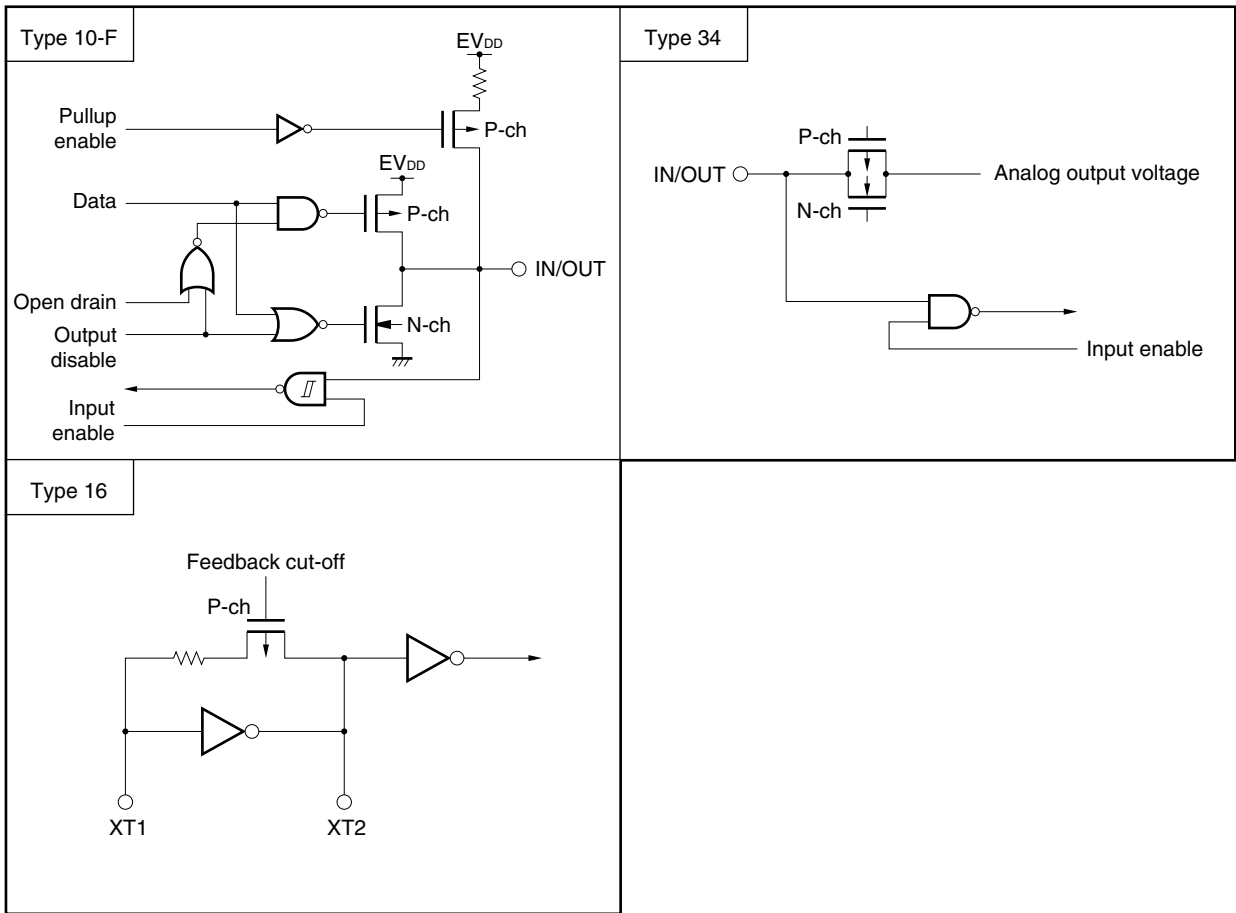 Type 10-F
EVDD
Pullup
enable
P-ch
EVDD
Data
P-ch
IN/OUT
Open drain
Output
disable
N-ch
Input
enable
Type 34
P-ch
IN/OUT
Analog output voltage
N-ch
Input enable
Type 16
Feedback cut-off
P-ch
XT1
XT2